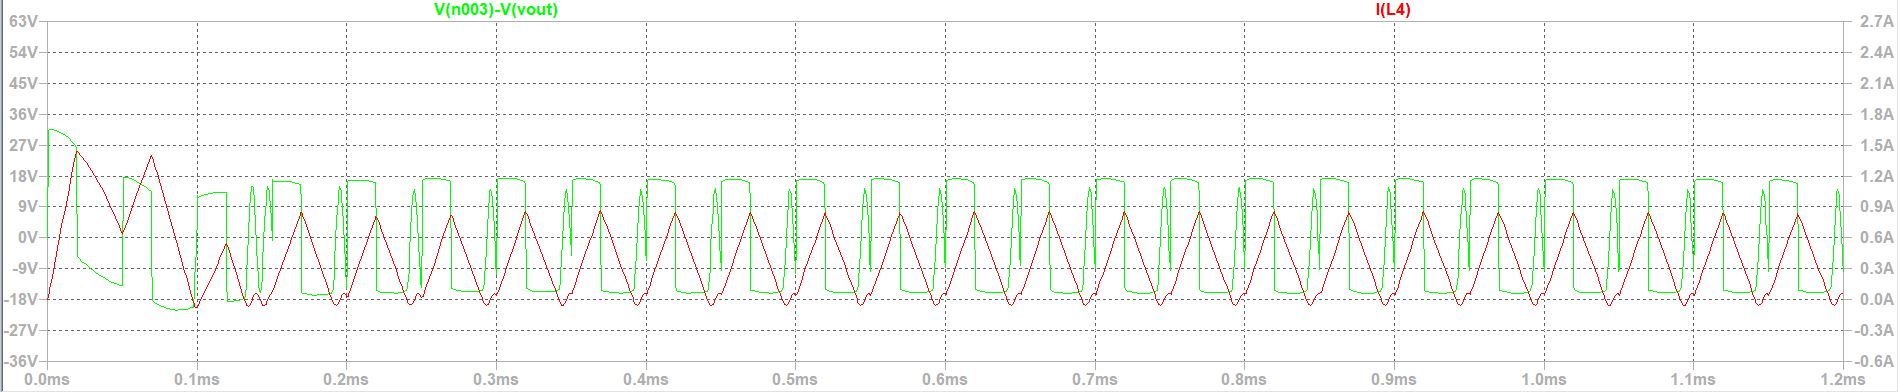 V(n003)-V(vout) I(L4)
63V 2.7A
54V 2.4A
45V 2.1A
36V 1.8A
27V 1.5A
18V 1.2A
9V 0.9A
0V 0.6A
-9V 0.3A
-18V 0.0A
-27V -0.3A
-36V -0.6A
0.0ms 0.1ms 0.2ms 0.3ms 0.4ms 0.5ms 0.6ms 0.7ms 0.8ms 0.9ms 1.0ms 1.1ms 1.2ms